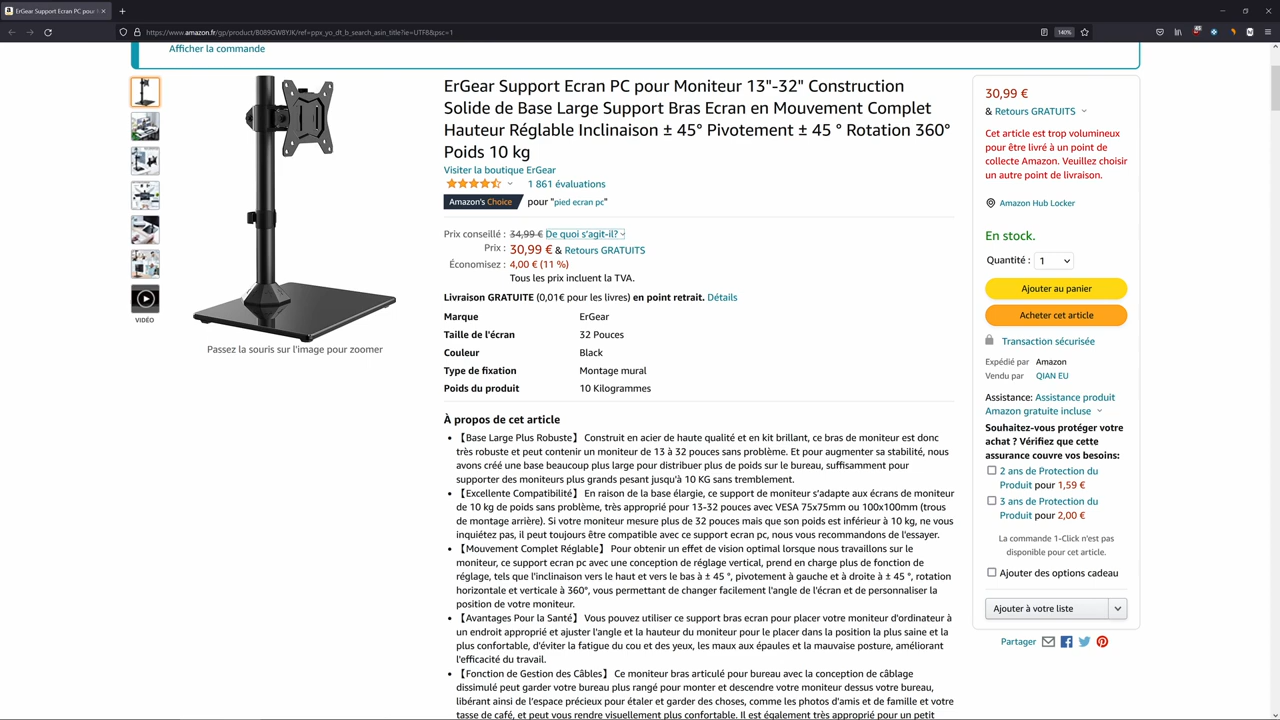 ErGear Support Ecran PC pour M
https://www.amazon.fr/gp/product/B089GW8YJK/ref=ppx_yo_dt_b_search_asin_title?ie=UTF8&psc=1
140%
Afficher la commande
VIDÉO
Passez la souris sur l'image pour zoomer
ErGear Support Ecran PC pour Moniteur 13"-32" Construction
Solide de Base Large Support Bras Ecran en Mouvement Complet
Hauteur Réglable Inclinaison ± 45° Pivotement ± 45 ° Rotation 360°
Poids 10 kg
Visiter la boutique ErGear
1 861 évaluations
Amazon's Choice pour "pied ecran pc"
Prix conseillé : 34,99 € De quoi s'agit-il?
Prix : 30,99 € & Retours GRATUITS
Économisez : 4,00 € (11 %)
Tous les prix incluent la TVA.
Livraison GRATUITE (0,01€ pour les livres) en point retrait. Détails
Marque ErGear
Taille de l'écran 32 Pouces
Couleur Black
Type de fixation Montage mural
Poids du produit 10 Kilogrammes
À propos de cet article
• 【Base Large Plus Robuste】 Construit en acier de haute qualité et en kit brillant, ce bras de moniteur est donc
très robuste et peut contenir un moniteur de 13 à 32 pouces sans problème. Et pour augmenter sa stabilité, nous
avons créé une base beaucoup plus large pour distribuer plus de poids sur le bureau, suffisamment pour
supporter des moniteurs plus grands pesant jusqu'à 10 KG sans tremblement.
• 【Excellente Compatibilité】 En raison de la base élargie, ce support de moniteur s'adapte aux écrans de moniteur
de 10 kg de poids sans problème, très approprié pour 13-32 pouces avec VESA 75x75mm ou 100x100mm (trous
de montage arrière). Si votre moniteur mesure plus de 32 pouces mais que son poids est inférieur à 10 kg, ne vous
inquiétez pas, il peut toujours être compatible avec ce support ecran pc, nous vous recommandons de l'essayer.
• 【Mouvement Complet Réglable】 Pour obtenir un effet de vision optimal lorsque nous travaillons sur le
moniteur, ce support ecran pc avec une conception de réglage vertical, prend en charge plus de fonction de
réglage, tels que l'inclinaison vers le haut et vers le bas à ± 45 °, pivotement à gauche et à droite à ± 45 °, rotation
horizontale et verticale à 360°, vous permettant de changer facilement l'angle de l'écran et de personnaliser la
position de votre moniteur.
• 【Avantages Pour la Santé】 Vous pouvez utiliser ce support bras ecran pour placer votre moniteur d'ordinateur à
un endroit approprié et ajuster l'angle et la hauteur du moniteur pour le placer dans la position la plus saine et la
plus confortable, d'éviter la fatigue du cou et des yeux, les maux aux épaules et la mauvaise posture, améliorant
l'efficacité du travail.
• 【Fonction de Gestion des Câbles】 Ce moniteur bras articulé pour bureau avec la conception de câblage
dissimulé peut garder votre bureau plus rangé pour monter et descendre votre moniteur dessus votre bureau,
libérant ainsi de l'espace précieux pour étaler et garder des choses, comme les photos d'amis et de famille et votre
tasse de café, et peut vous rendre visuellement plus confortable. Il est également très approprié pour un petit
30,99 €
& Retours GRATUITS
Cet article est trop volumineux
pour être livré à un point de
collecte Amazon. Veuillez choisir
un autre point de livraison.
Amazon Hub Locker
En stock.
Quantité : 1
Ajouter au panier
Acheter cet article
Transaction sécurisée
Expédié par Amazon
Vendu par QIAN EU
Assistance: Assistance produit
Amazon gratuite incluse
Souhaitez-vous protéger votre
achat ? Vérifiez que cette
assurance couvre vos besoins:
2 ans de Protection du
Produit pour 1,59 €
3 ans de Protection du
Produit pour 2,00 €
La commande 1-Click n'est pas
disponible pour cet article.
Ajouter des options cadeau
Ajouter à votre liste
Partager